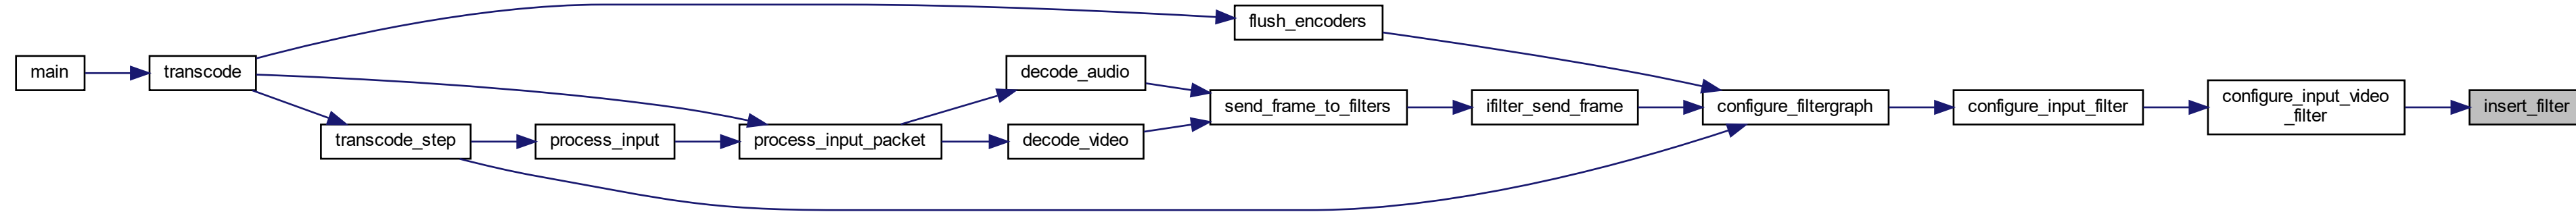 main
transcode
transcode_step
process_input
process_input_packet
decode_audio
decode_video
flush_encoders
send_frame_to_filters
ifilter_send_frame
configure_filtergraph
configure_input_filter
configure_input_video
_filter
insert_filter